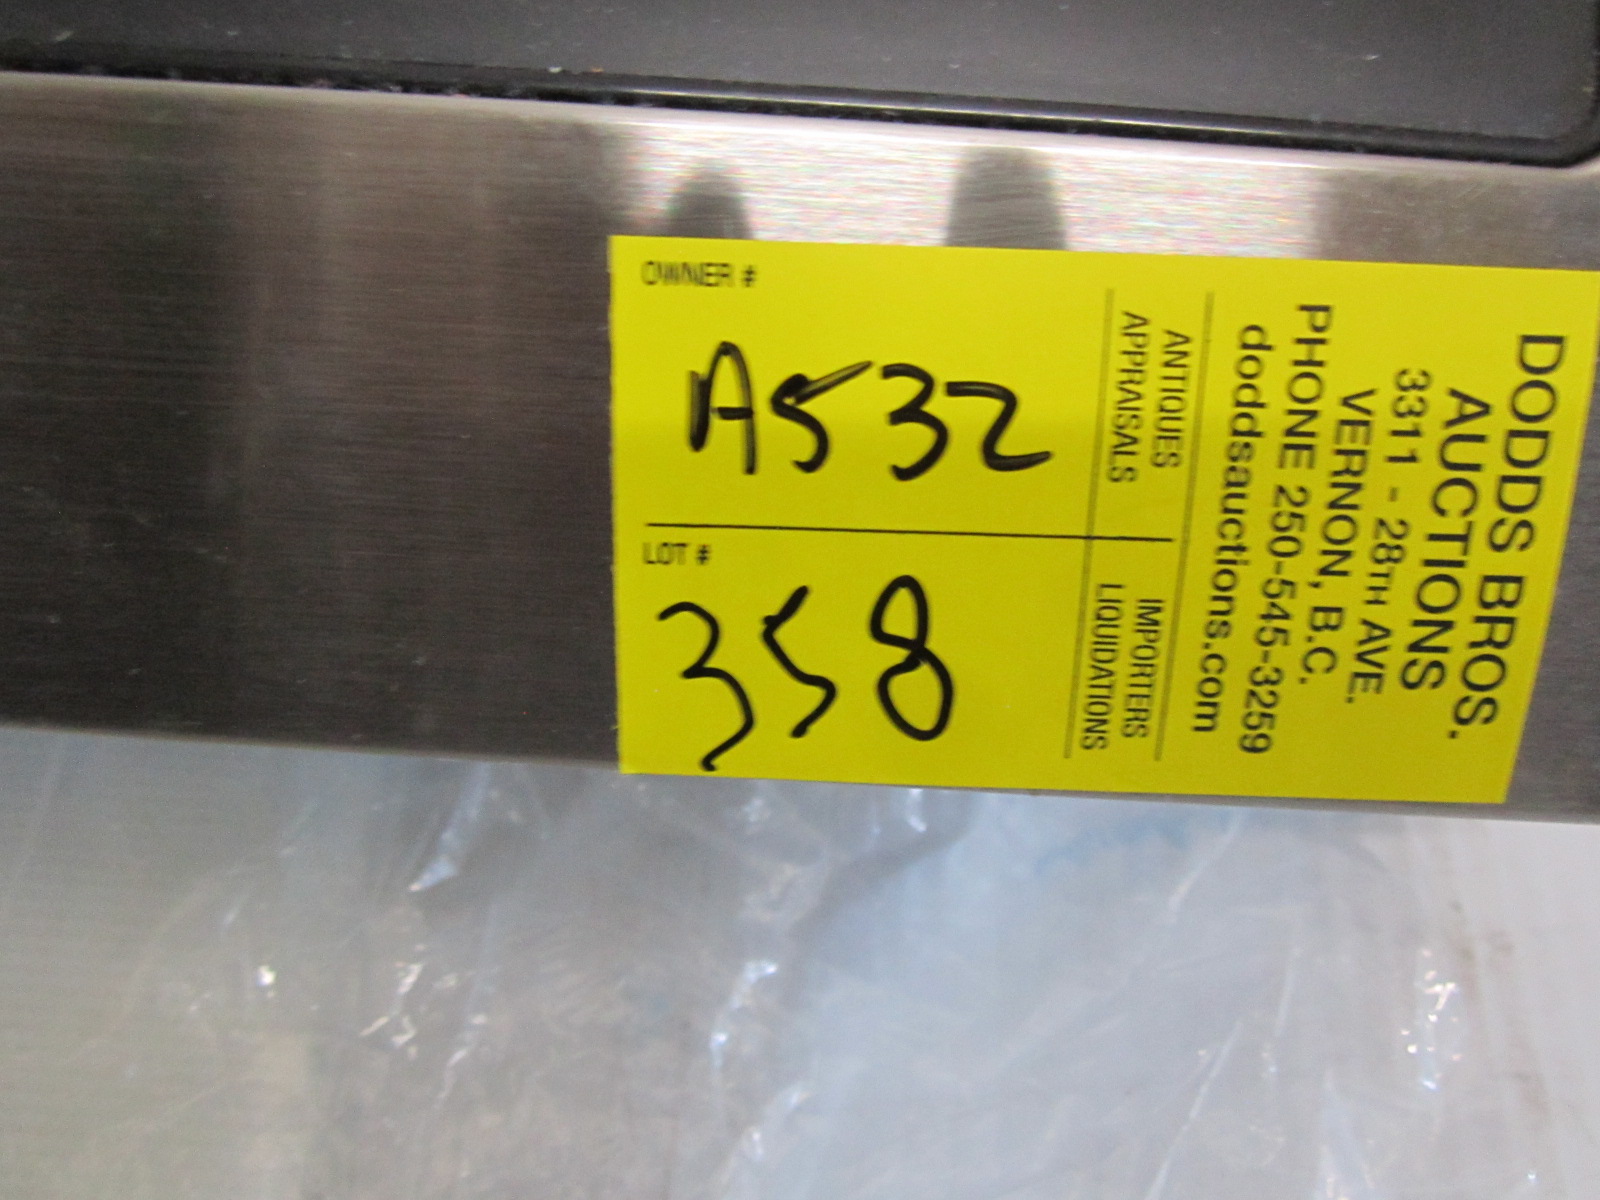 DODDS BROS.
AUCTIONS
3311 - 28TH AVE.
VERNON, B.C.
PHONE 250-545-3259
doddsauctions.com
ANTIQUES
APPRAISALS
IMPORTERS
LIQUIDATIONS
OWNER #
A532
LOT #
358